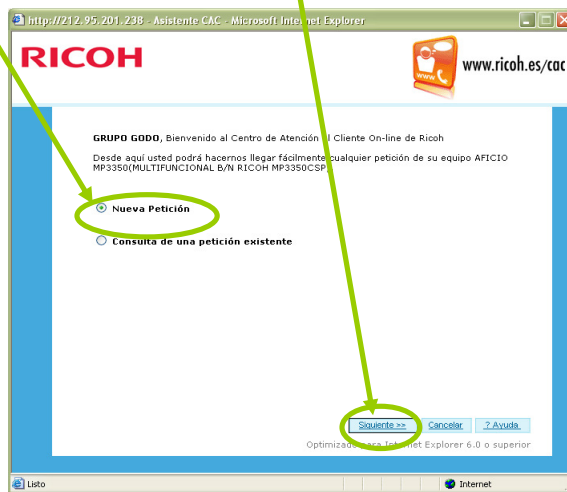 http://212.95.201.238 - Asistente CAC - Microsoft Internet Explorer
RICOH
www.ricoh.es/cac
www.
GRUPO GODO, Bienvenido al Centro de Atención al Cliente On-line de Ricoh
Desde aquí usted podrá hacernos llegar fácilmente cualquier petición de su equipo AFICIO
MP3350(MULTIFUNCIONAL B/N RICOH MP3350CSP)
Nueva Petición
Consulta de una petición existente
Siguiente >> Cancelar ? Ayuda
Optimizado para Internet Explorer 6.0 o superior
Listo
Internet